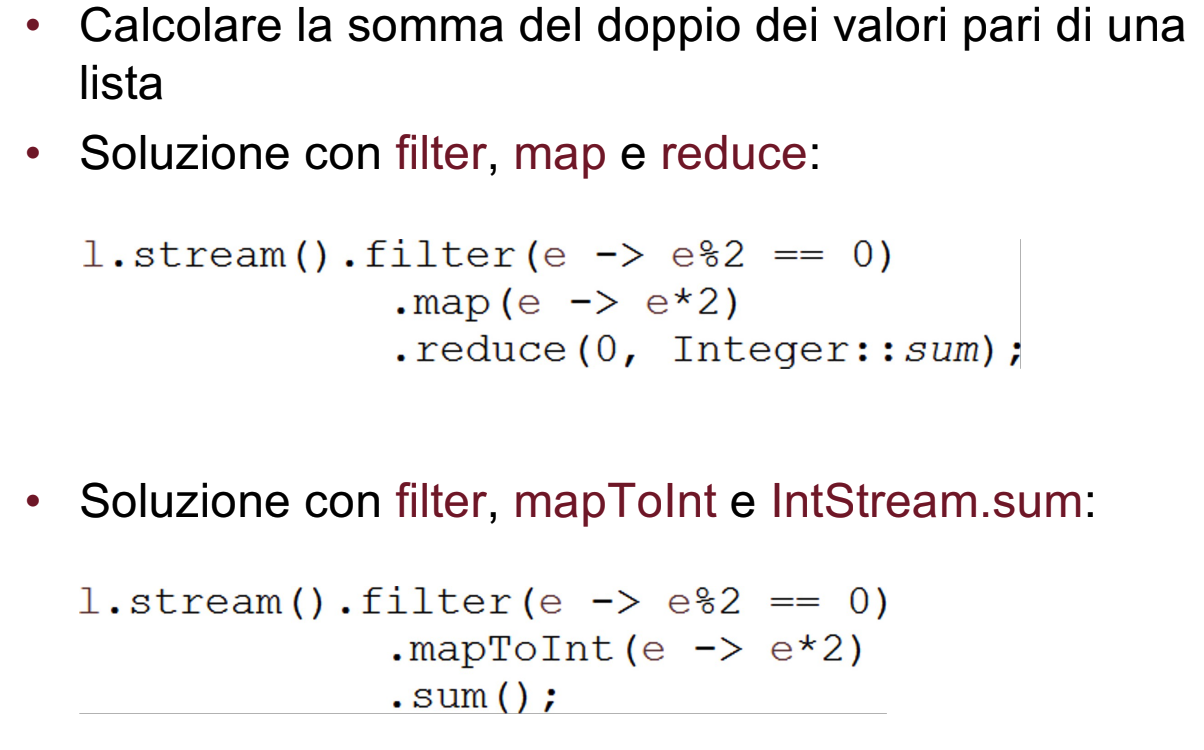 • Calcolare la somma del doppio dei valori pari di una
lista
• Soluzione con filter, map e reduce:
l.stream().filter(e -> e%2 == 0)
.map(e -> e*2)
.reduce(0, Integer::sum);
• Soluzione con filter, mapToInt e IntStream.sum:
l.stream().filter(e -> e%2 == 0)
.mapToInt(e -> e*2)
.sum();